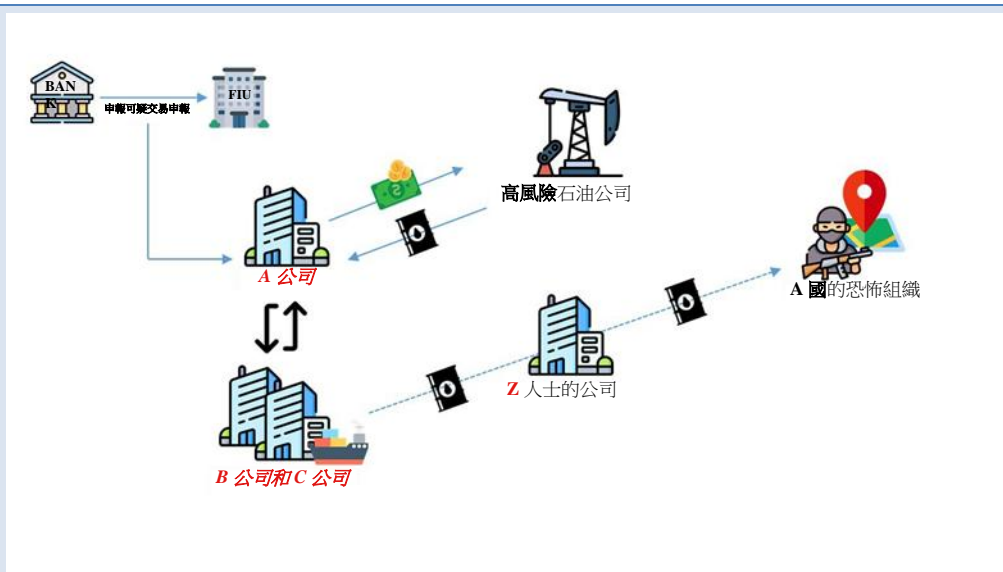 BAN
K
FIU
申報可疑交易申報
高風險石油公司
A 公司
A 國的恐怖組織
Z 人士的公司
B 公司和 C 公司